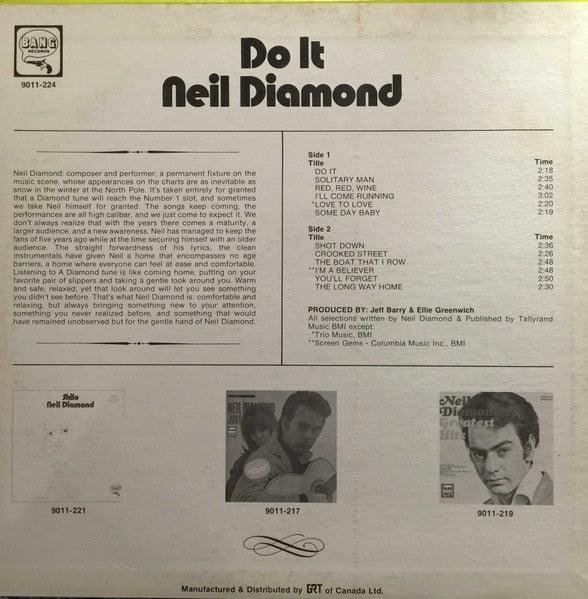 BANG
RECORDS
9011-224
Do It
Neil Diamond
Neil Diamond: composer and performer; a permanent fixture on the
music scene, whose appearances on the charts are as inevitable as
snow in the winter at the North Pole. It's taken entirely for granted
that a Diamond tune will reach the Number 1 slot, and sometimes
we take Neil himself for granted. The songs keep coming, the
performances are all high calibar, and we just come to expect it. We
don't always realize that with the years there comes a maturity, a
larger audience, and a new awareness. Neil has managed to keep the
fans of five years ago while at the time securing himself with an older
audience. The straight forwardness of his lyrics, the clean
instrumentals have given Neil a home that encompasses no age
barriers, a home where everyone can feel at ease and comfortable.
Listening to A Diamond tune is like coming home, putting on your
favorite pair of slippers and taking a gentle look around you. Warm
and safe, relaxed; yet that look around will let you see something
you didn't see before. That's what Neil Diamond is: comfortable and
relaxing, but always bringing something new to your attention,
something you never realized before, and something that would
have remained unobserved but for the gentle hand of Neil Diamond.
Side 1
Title Time
DO IT 2:18
SOLITARY MAN 2:35
RED, RED, WINE 2:40
I'LL COME RUNNING 3:02
*LOVE TO LOVE 2:20
SOME DAY BABY 2:19
Side 2
Title Time
SHOT DOWN 2:36
CROOKED STREET 2:26
THE BOAT THAT I ROW 2:48
**I'M A BELIEVER 2:48
YOU'LL FORGET 2:50
THE LONG WAY HOME 2:30
PRODUCED BY: Jeff Barry & Ellie Greenwich
All selections written by Neil Diamond & Published by Tallyrand
Music BMI except:
*Trio Music, BMI
**Screen Gems - Columbia Music Inc., BMI
Shilo
Neil Diamond
9011-221
NEIL DIAMOND
JUST
9011-217
Neil
Diamond
Greatest
Hits
9011-219
Manufactured & Distributed by GRT of Canada Ltd.